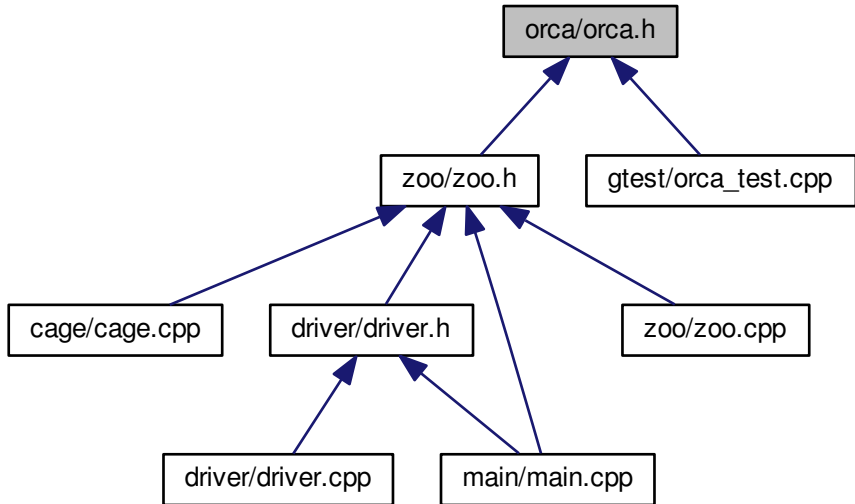 orca/orca.h
zoo/zoo.h
gtest/orca_test.cpp
cage/cage.cpp
driver/driver.h
zoo/zoo.cpp
driver/driver.cpp
main/main.cpp